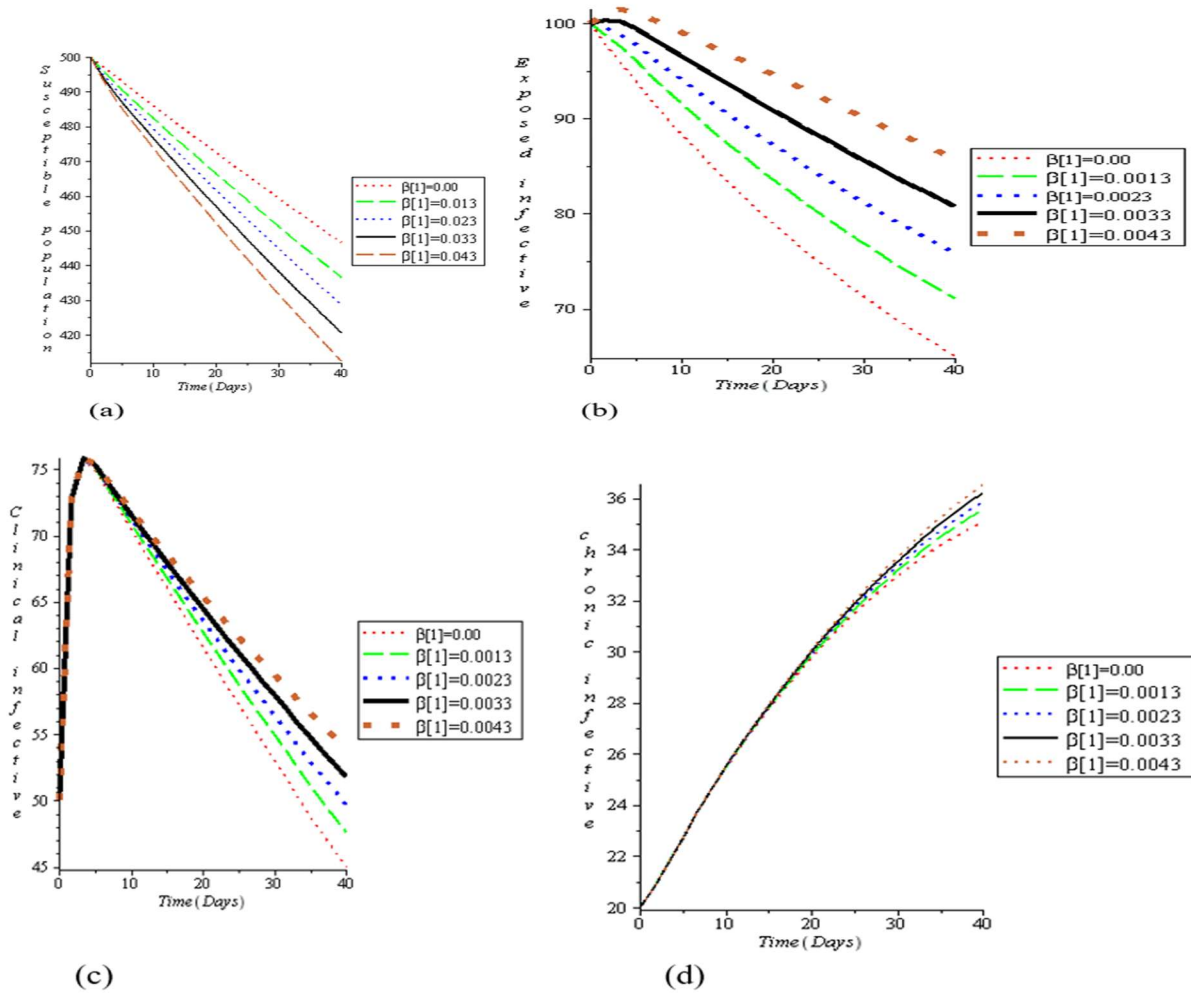 Susceptible population
500
490
480
470
460
450
440
430
420
0 10 20 30 40
Time(Days)
β[1]=0.00
β[1]=0.013
β[1]=0.023
β[1]=0.033
β[1]=0.043
(a)
Exposed infective
100
90
80
70
0 10 20 30 40
Time(Days)
β[1]=0.00
β[1]=0.0013
β[1]=0.0023
β[1]=0.0033
β[1]=0.0043
(b)
Clinical infective
75
70
65
60
55
50
45
0 10 20 30 40
Time(Days)
β[1]=0.00
β[1]=0.0013
β[1]=0.0023
β[1]=0.0033
β[1]=0.0043
(c)
chronic infective
36
34
32
30
28
26
24
22
20
0 10 20 30 40
Time(Days)
β[1]=0.00
β[1]=0.0013
β[1]=0.0023
β[1]=0.0033
β[1]=0.0043
(d)